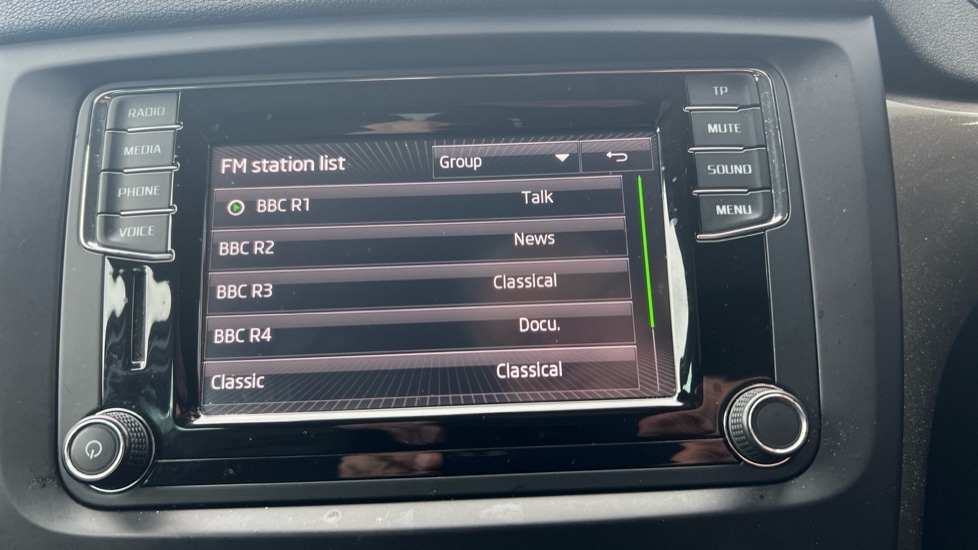 RADIO
MEDIA
PHONE
VOICE
FM station list Group
BBC R1 Talk
BBC R2 News
BBC R3 Classical
BBC R4 Docu.
Classic Classical
TP
MUTE
SOUND
MENU